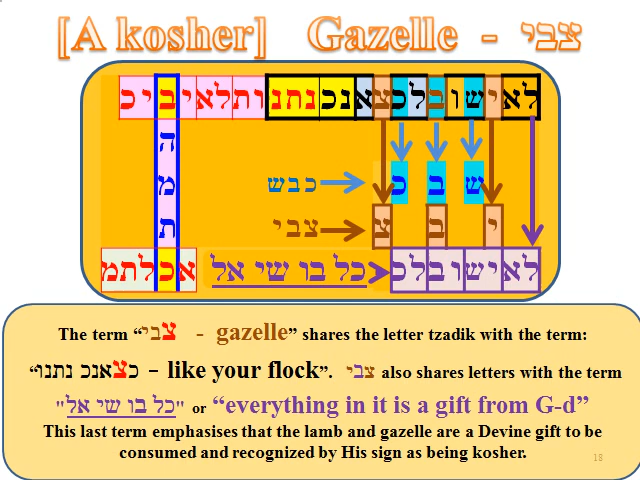 [A kosher] Gazelle - צבי
לאישובלכצאנכנתנותלאיביכ
ה
מ
ת
ש ב כ
כבש
י ב צ
צבי
לאישובלכ
כל בו שי אל
אכלתמ
The term “צבי - gazelle” shares the letter tzadik with the term:
“כצאנכ נתנו - like your flock”. צבי also shares letters with the term
"כל בו שי אל" or “everything in it is a gift from G-d”
This last term emphasises that the lamb and gazelle are a Devine gift to be
consumed and recognized by His sign as being kosher.
18